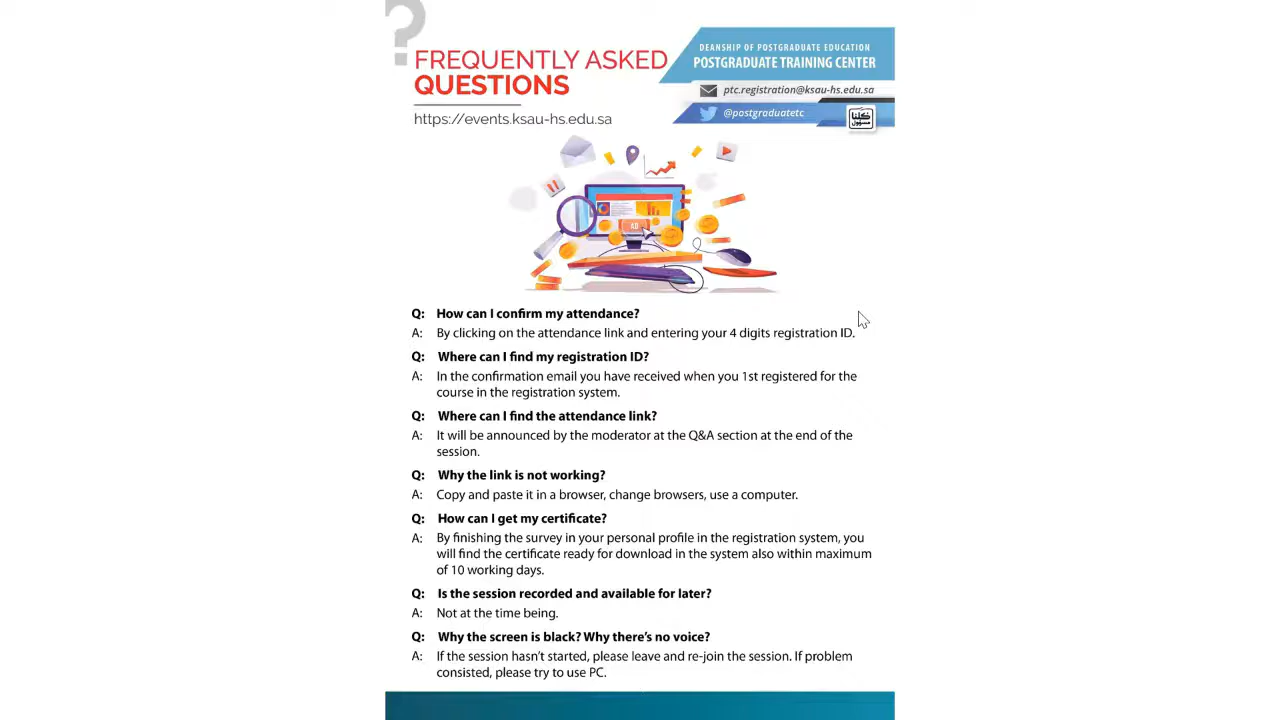 ?
FREQUENTLY ASKED
QUESTIONS
https://events.ksau-hs.edu.sa
DEANSHIP OF POSTGRADUATE EDUCATION
POSTGRADUATE TRAINING CENTER
ptc.registration@ksau-hs.edu.sa
@postgraduatetc
كلنا
مسؤول
AD
Q: How can I confirm my attendance?
A: By clicking on the attendance link and entering your 4 digits registration ID.
Q: Where can I find my registration ID?
A: In the confirmation email you have received when you 1st registered for the
course in the registration system.
Q: Where can I find the attendance link?
A: It will be announced by the moderator at the Q&A section at the end of the
session.
Q: Why the link is not working?
A: Copy and paste it in a browser, change browsers, use a computer.
Q: How can I get my certificate?
A: By finishing the survey in your personal profile in the registration system, you
will find the certificate ready for download in the system also within maximum
of 10 working days.
Q: Is the session recorded and available for later?
A: Not at the time being.
Q: Why the screen is black? Why there's no voice?
A: If the session hasn't started, please leave and re-join the session. If problem
consisted, please try to use PC.